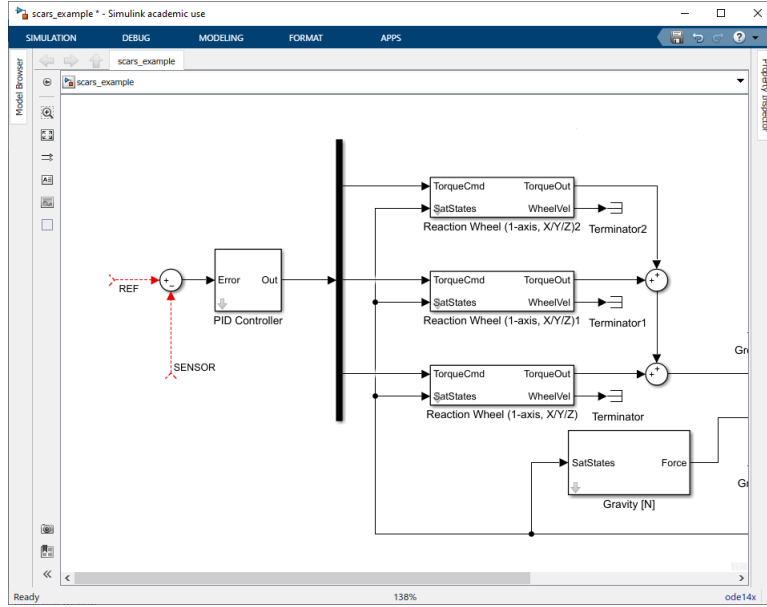 scars_example * - Simulink academic use
SIMULATION DEBUG MODELING FORMAT APPS
?
Model Browser
scars_example
scars_example
Property Inspector
TorqueCmd TorqueOut
SatStates WheelVel
Reaction Wheel (1-axis, X/Y/Z)2 Terminator2
REF
Error Out
PID Controller
TorqueCmd TorqueOut
SatStates WheelVel
Reaction Wheel (1-axis, X/Y/Z)1 Terminator1
SENSOR
TorqueCmd TorqueOut
SatStates WheelVel
Reaction Wheel (1-axis, X/Y/Z) Terminator
Gr
SatStates Force
Gravity [N]
Gr
Ready 138% ode14x